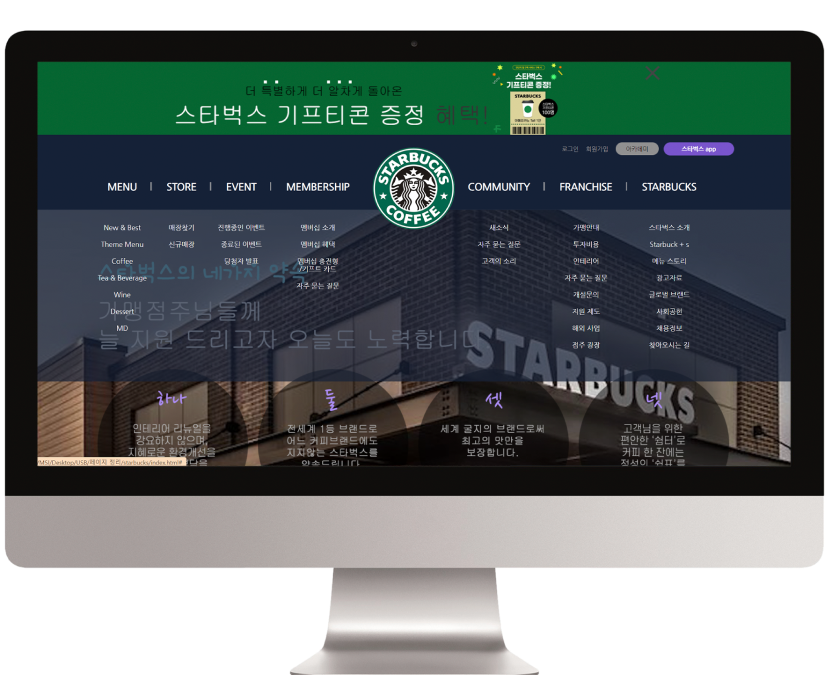 더 특별하게 더 알차게 돌아온
스타벅스 기프티콘 증정 혜택!
스타벅스
기프티콘 증정!
STARBUCKS
100명
로그인 회원가입 아카데미 스타벅스 app
MENU | STORE | EVENT | MEMBERSHIP
STARBUCKS
COFFEE
COMMUNITY | FRANCHISE | STARBUCKS
New & Best
Theme Menu
Coffee
Tea & Beverage
Wine
Dessert
MD
매장찾기
신규매장
진행중인 이벤트
종료된 이벤트
당첨자 발표
멤버십 소개
멤버십 혜택
멤버십 충전형
/기프트 카드
자주 묻는 질문
새소식
자주 묻는 질문
고객의 소리
가맹안내
투자비용
인테리어
자주 묻는 질문
개설문의
지원 제도
해외 사업
점주 광장
스타벅스 소개
Starbuck + s
메뉴 스토리
광고자료
글로벌 브랜드
사회공헌
채용정보
찾아오시는 길
스타벅스의 네가지 약속
가맹점주님들께
늘 지원 드리고자 오늘도 노력합니다
STARBUCKS
하나
인테리어 리뉴얼을
강요하지 않으며,
지혜로운 환경개선을
둘
전세계 1등 브랜드로
어느 커피브랜드에도
지지않는 스타벅스를
약속드립니다.
셋
세계 굴지의 브랜드로써
최고의 맛만을
보장합니다.
넷
고객님을 위한
편안한 '쉼터'로
커피 한 잔에는
정성의 '쉼표'를
/MSI/Desktop/USB/페이지 정리/starbucks/index.html#